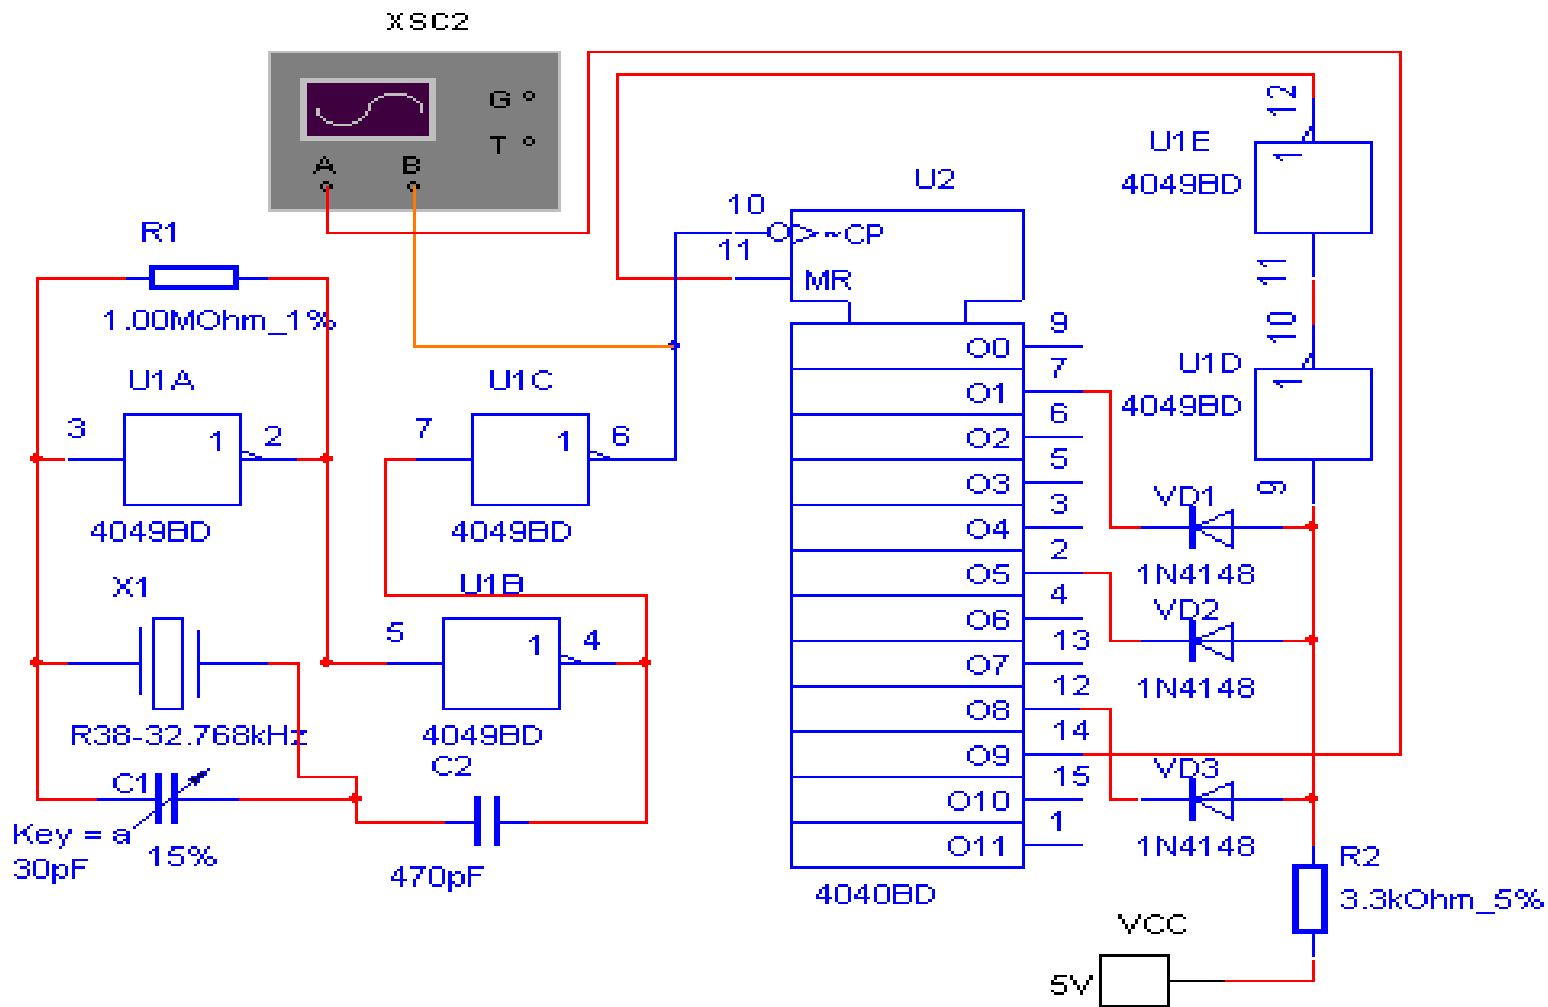 XSC2
G
T
A B
R1
1.00MOhm_1%
U1A
3
1
2
4049BD
U1C
7
1
6
4049BD
X1
R38-32.768kHz
U1B
5
1
4
4049BD
C1
Key = a
30pF
15%
C2
470pF
U2
10
~CP
11
MR
O0
9
O1
7
O2
6
O3
5
O4
3
O5
2
O6
4
O7
13
O8
12
O9
14
O10
15
O11
1
4040BD
12
U1E
1
4049BD
11
10
U1D
1
4049BD
9
VD1
1N4148
VD2
1N4148
VD3
1N4148
R2
3.3kOhm_5%
VCC
5V